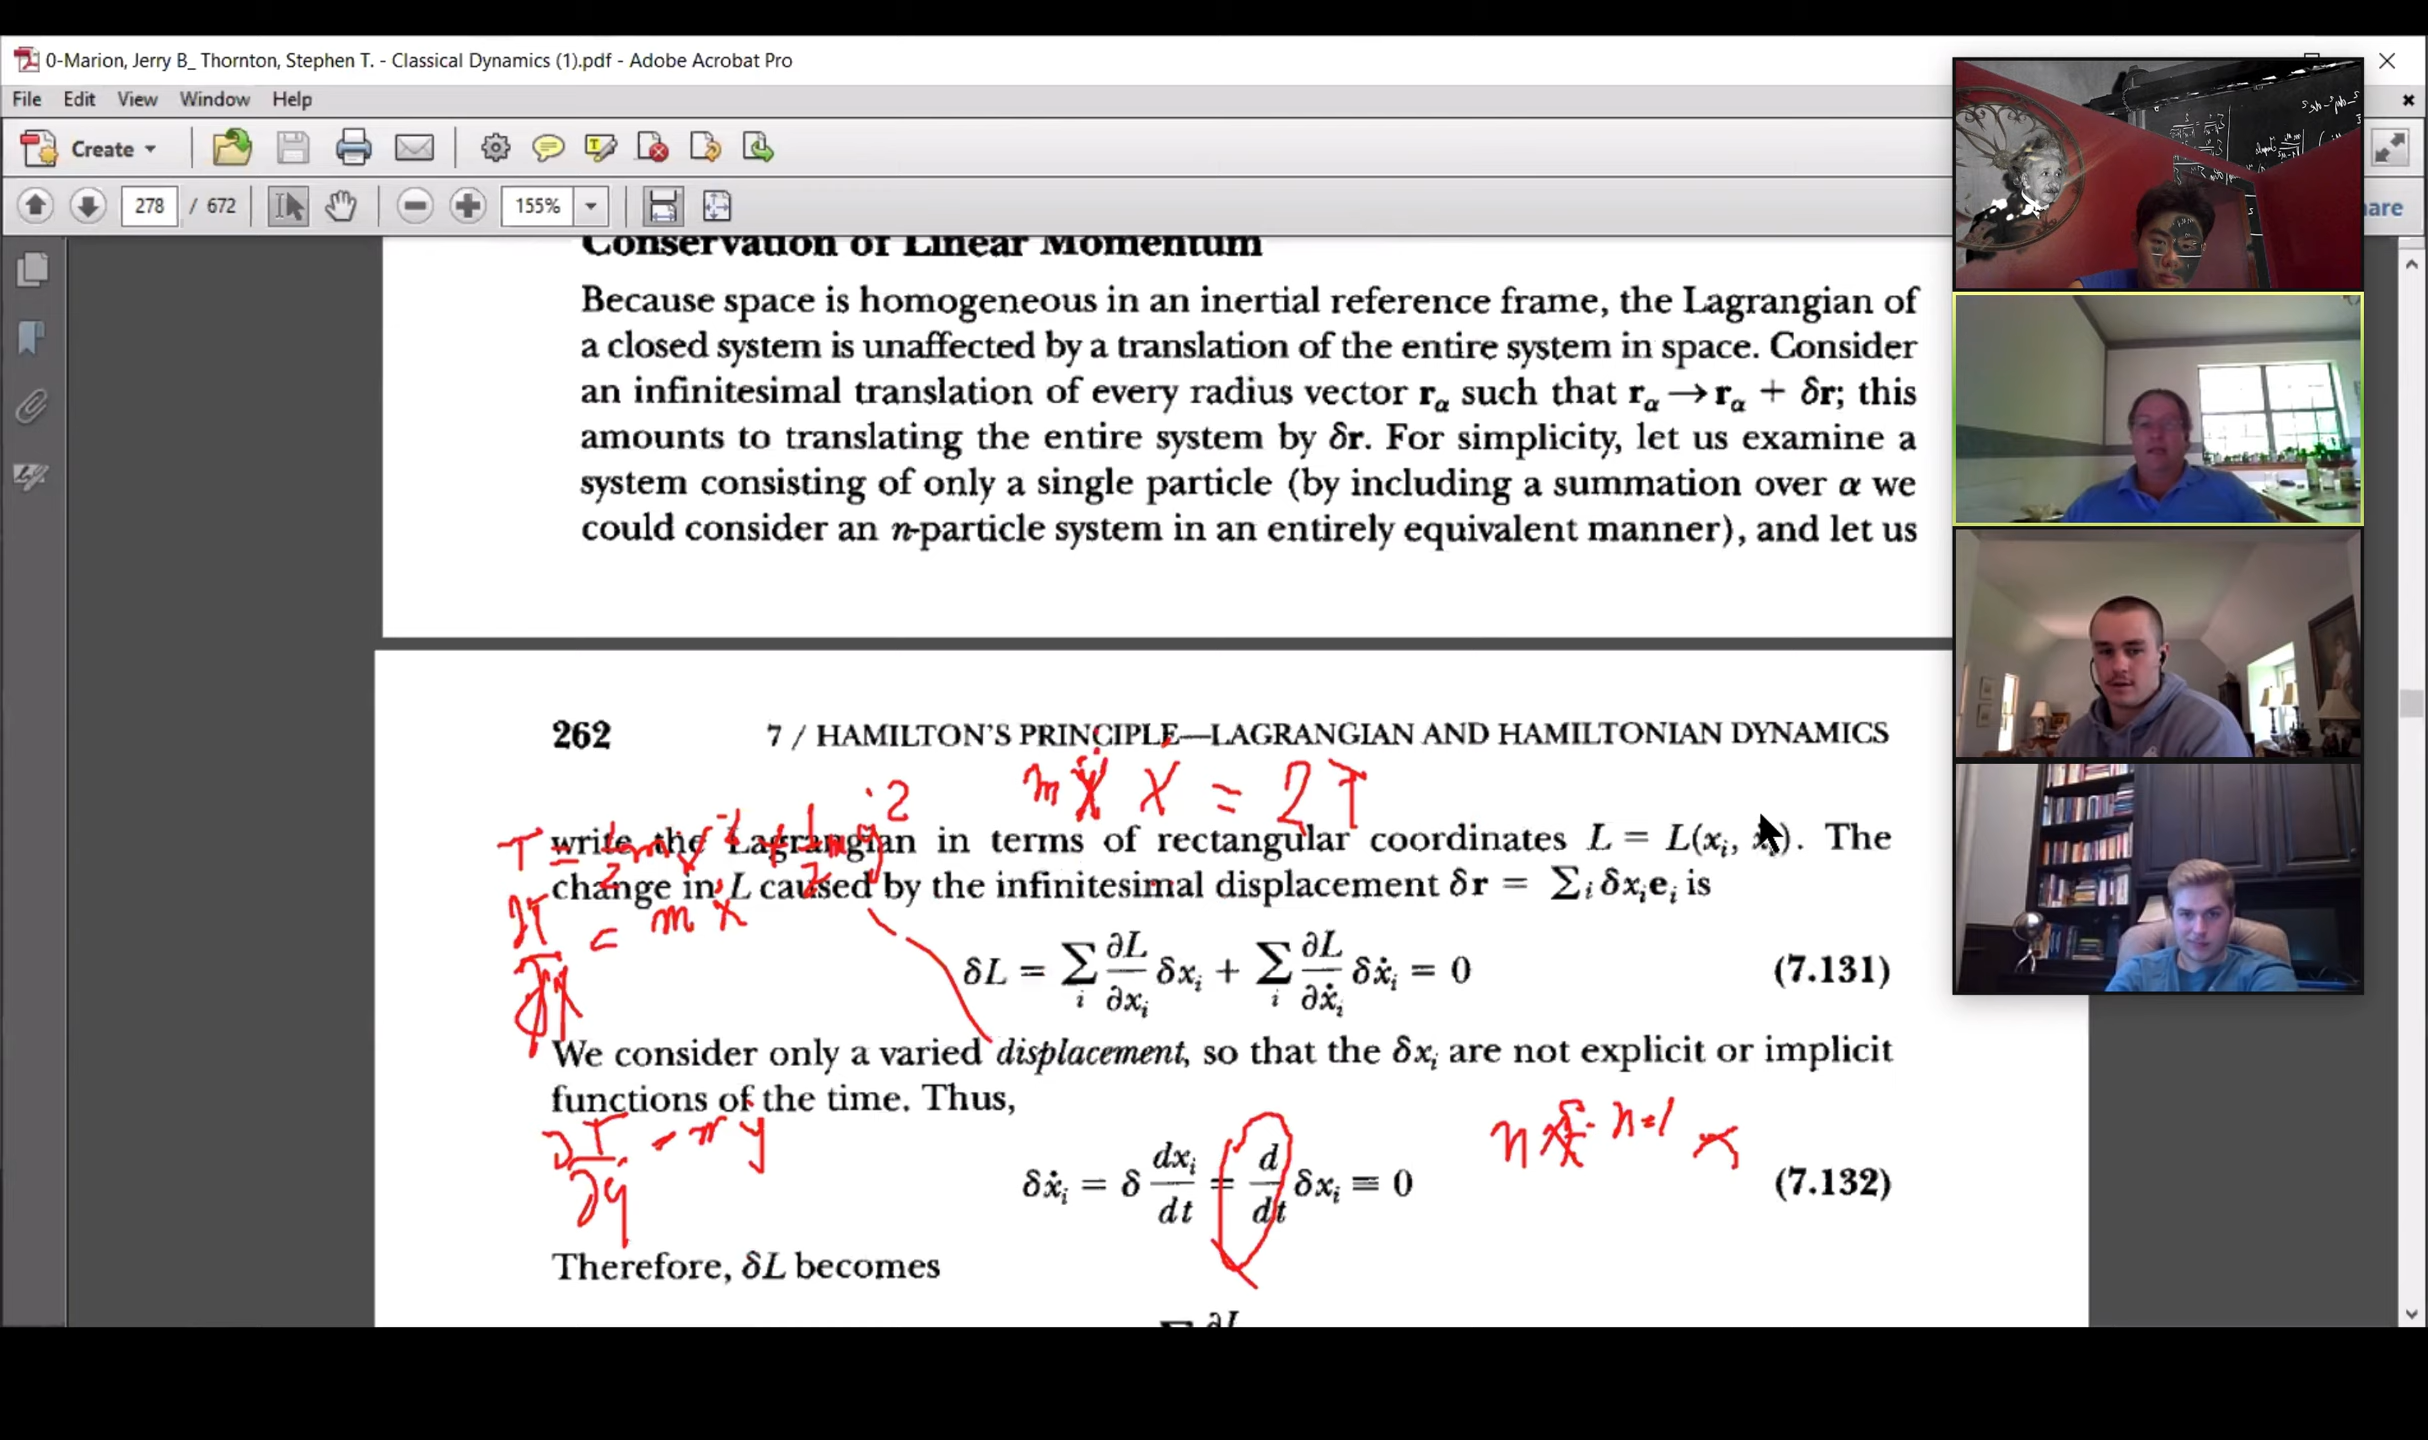 0-Marion, Jerry B_ Thornton, Stephen T. - Classical Dynamics (1).pdf - Adobe Acrobat Pro
File Edit View Window Help
Create
278 / 672 155%
Conservation of Linear Momentum
Because space is homogeneous in an inertial reference frame, the Lagrangian of
a closed system is unaffected by a translation of the entire system in space. Consider
an infinitesimal translation of every radius vector r_α such that r_α → r_α + δr; this
amounts to translating the entire system by δr. For simplicity, let us examine a
system consisting of only a single particle (by including a summation over α we
could consider an n-particle system in an entirely equivalent manner), and let us
262 7 / HAMILTON'S PRINCIPLE—LAGRANGIAN AND HAMILTONIAN DYNAMICS
write the Lagrangian in terms of rectangular coordinates L = L(x_i, ẋ_i). The
change in L caused by the infinitesimal displacement δr = Σ_i δx_i e_i is
δL = Σ_i ∂L/∂x_i δx_i + Σ_i ∂L/∂ẋ_i δẋ_i = 0 (7.131)
We consider only a varied displacement, so that the δx_i are not explicit or implicit
functions of the time. Thus,
δẋ_i = δ dx_i/dt = d/dt δx_i ≡ 0 (7.132)
Therefore, δL becomes